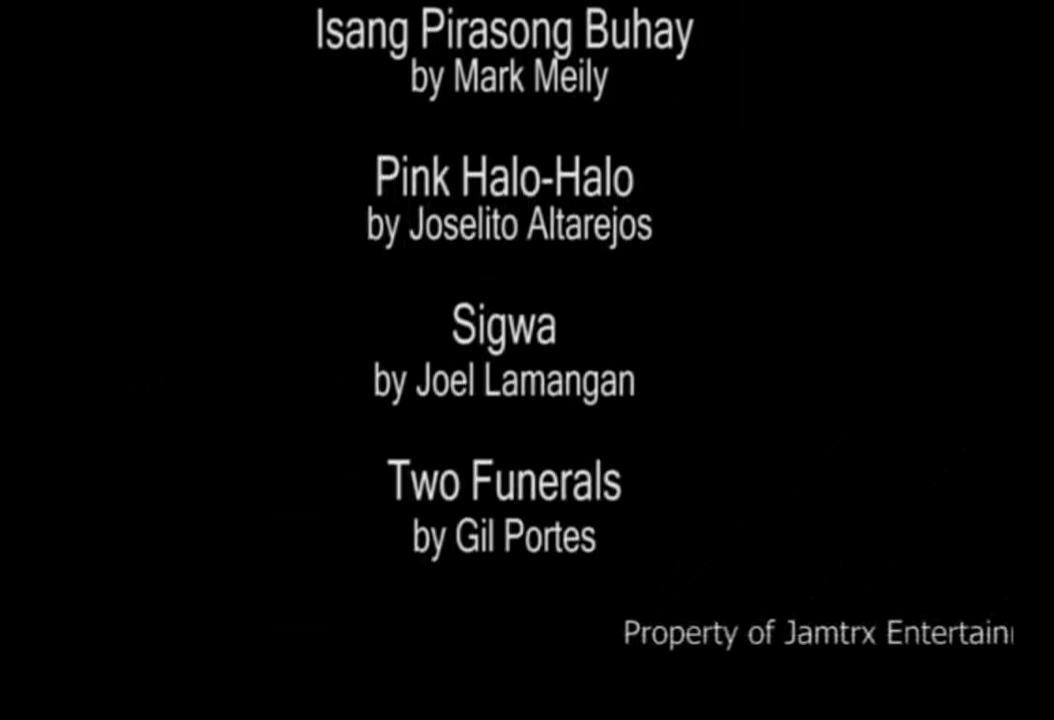 Isang Pirasong Buhay
by Mark Meily
Pink Halo-Halo
by Joselito Altarejos
Sigwa
by Joel Lamangan
Two Funerals
by Gil Portes
Property of Jamtrx